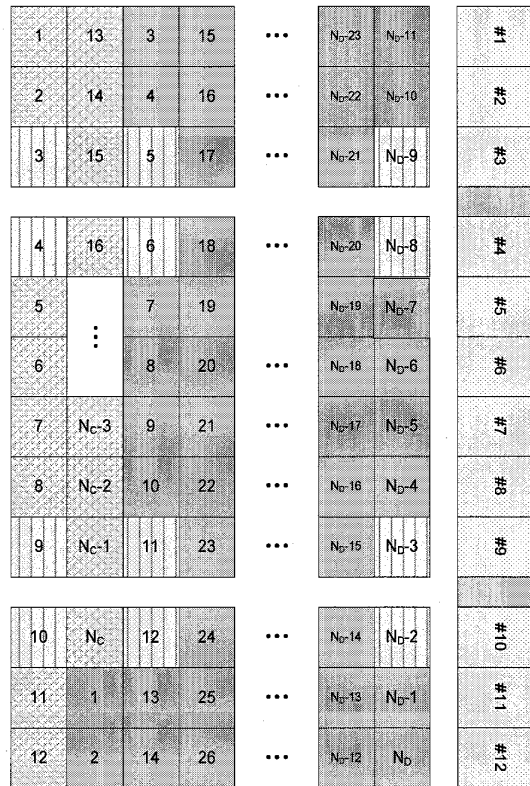 1 13 3 15 ••• N_D-23 N_D-11 #1
2 14 4 16 ••• N_D-22 N_D-10 #2
3 15 5 17 ••• N_D-21 N_D-9 #3
4 16 6 18 ••• N_D-20 N_D-8 #4
5 ⋮ 7 19 N_D-19 N_D-7 #5
6 8 20 ••• N_D-18 N_D-6 #6
7 N_C-3 9 21 ••• N_D-17 N_D-5 #7
8 N_C-2 10 22 ••• N_D-16 N_D-4 #8
9 N_C-1 11 23 ••• N_D-15 N_D-3 #9
10 N_C 12 24 ••• N_D-14 N_D-2 #10
11 1 13 25 ••• N_D-13 N_D-1 #11
12 2 14 26 ••• N_D-12 N_D #12